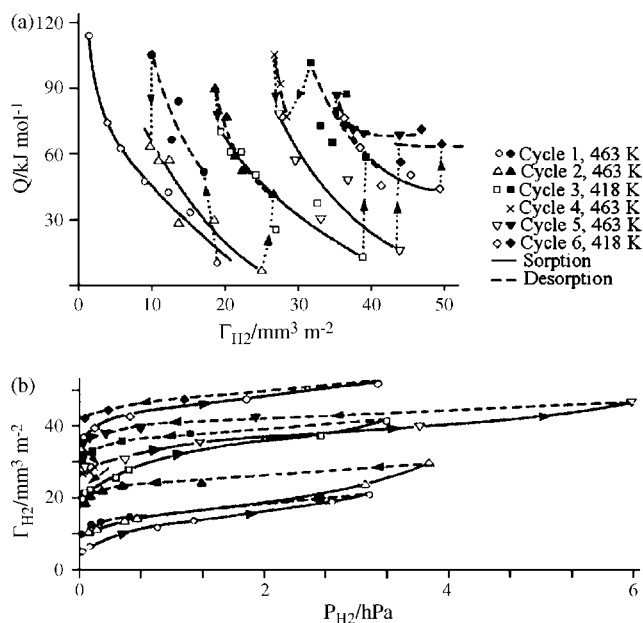 (a)
120
90
60
30
Q/kJ mol⁻¹
0 10 20 30 40 50
ΓH2/mm³ m⁻²
Cycle 1, 463 K
Cycle 2, 463 K
Cycle 3, 418 K
Cycle 4, 463 K
Cycle 5, 463 K
Cycle 6, 418 K
Sorption
Desorption
(b)
40
20
0
ΓH2/mm³ m⁻²
0 2 4 6
PH2/hPa